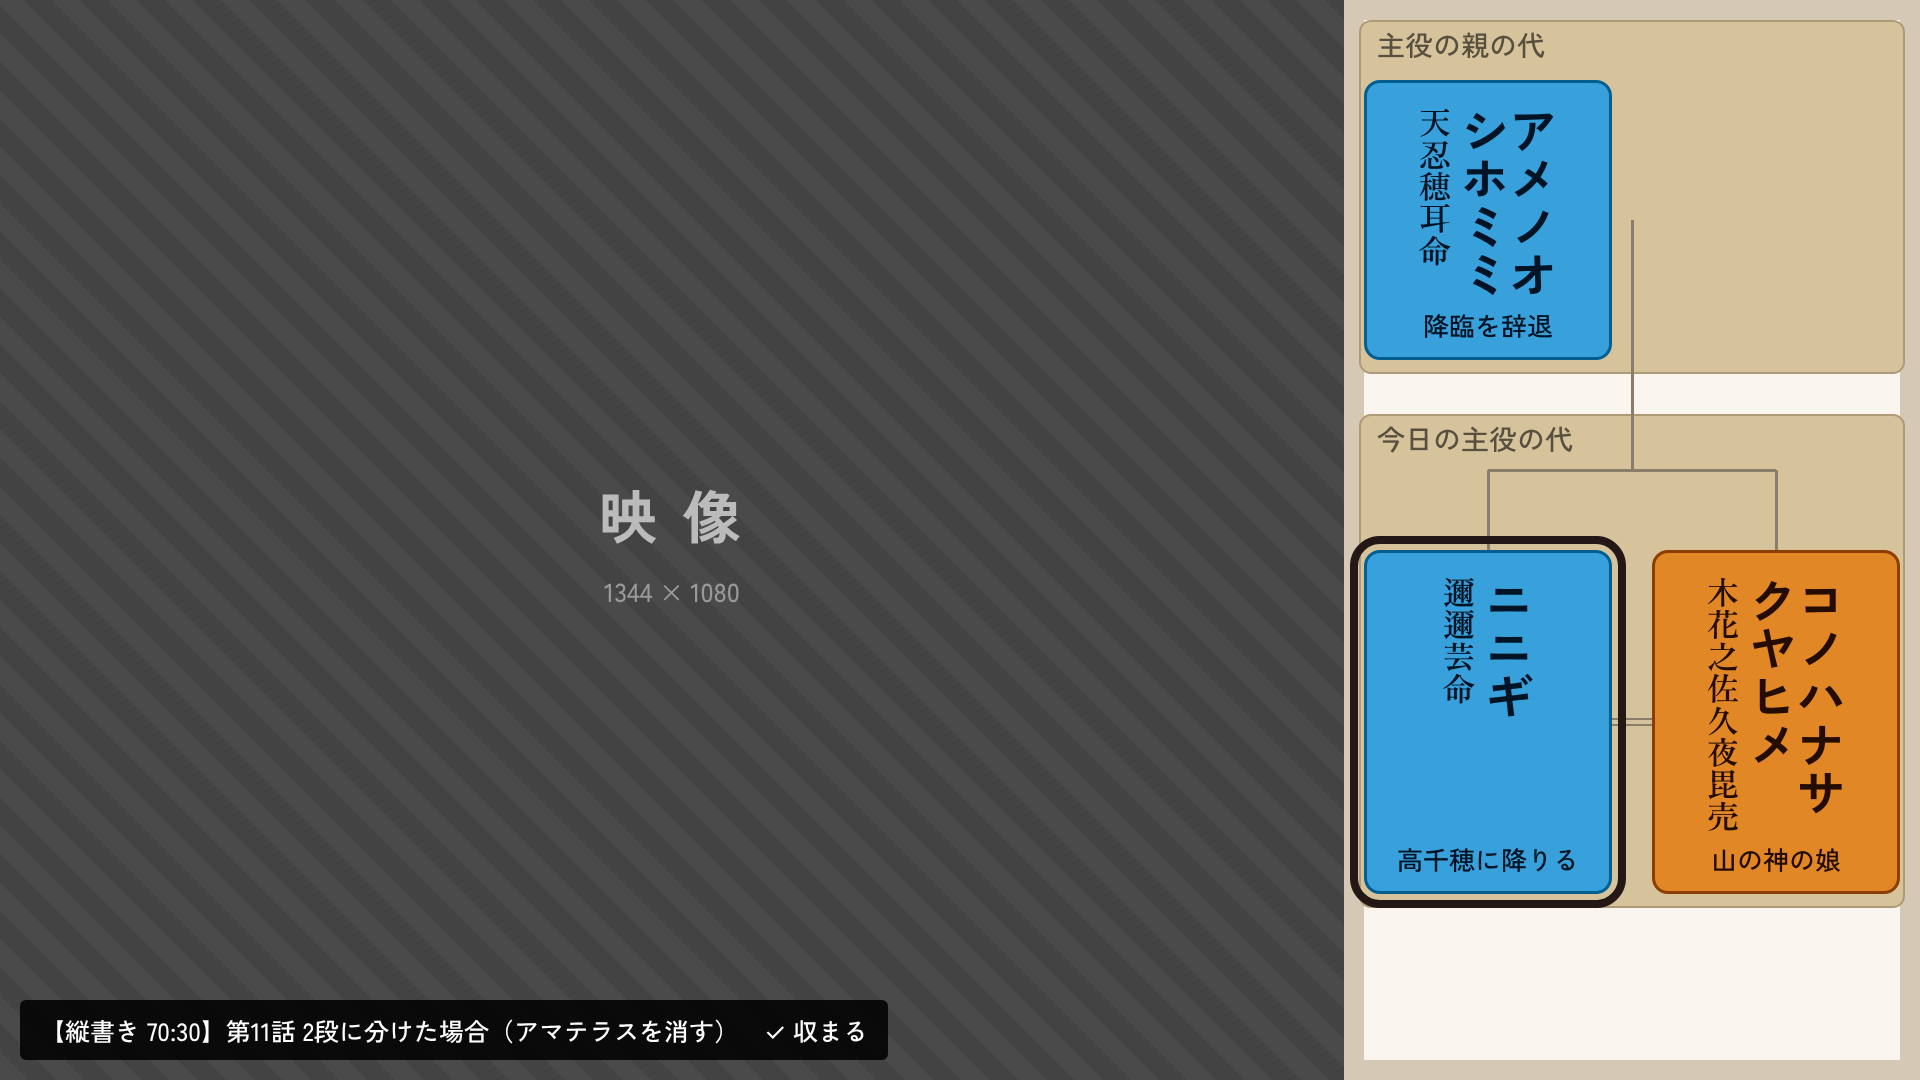 映像
1344 × 1080
【縦書き 70:30】第11話 2段に分けた場合（アマテラスを消す） ✓ 収まる
主役の親の代
アメノオ
シホミミ
天忍穂耳命
降臨を辞退
今日の主役の代
ニニギ
邇邇芸命
高千穂に降りる
コノハナサ
クヤヒメ
木花之佐久夜毘売
山の神の娘